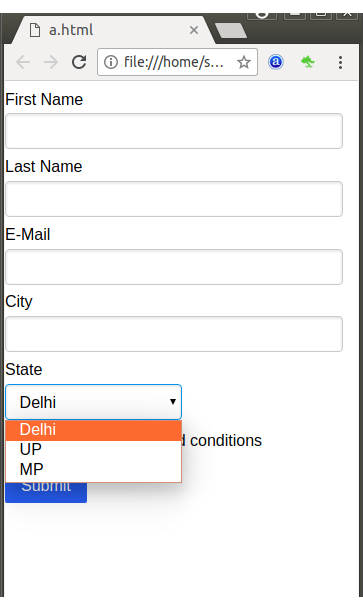 a.html
file:///home/s...
First Name
Last Name
E-Mail
City
State
Delhi
Delhi
conditions
UP
MP
Submit